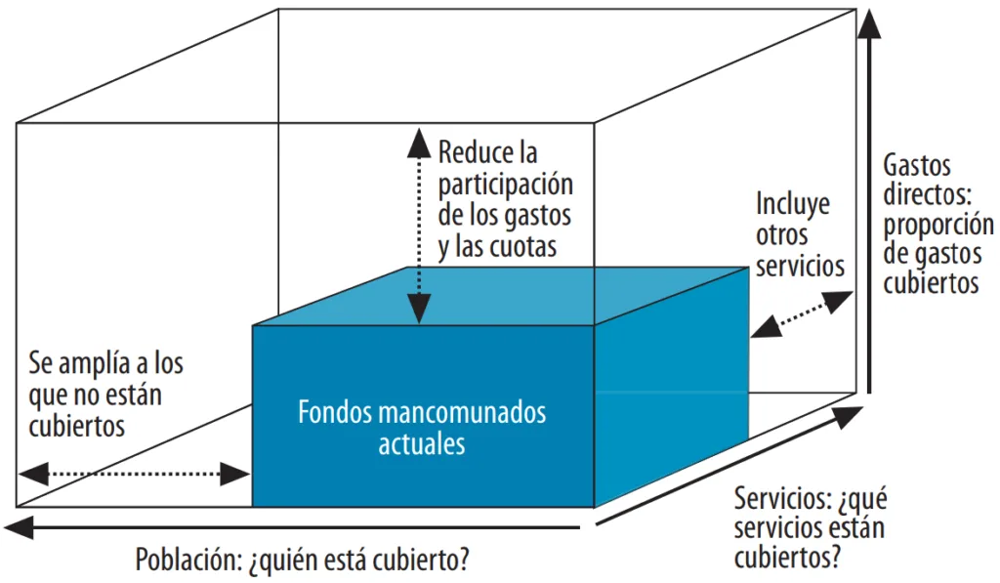 Reduce la
participación
de los gastos
y las cuotas
Incluye
otros
servicios
Gastos
directos:
proporción
de gastos
cubiertos
Se amplía a los
que no están
cubiertos
Fondos mancomunados
actuales
Servicios: ¿qué
servicios están
cubiertos?
Población: ¿quién está cubierto?